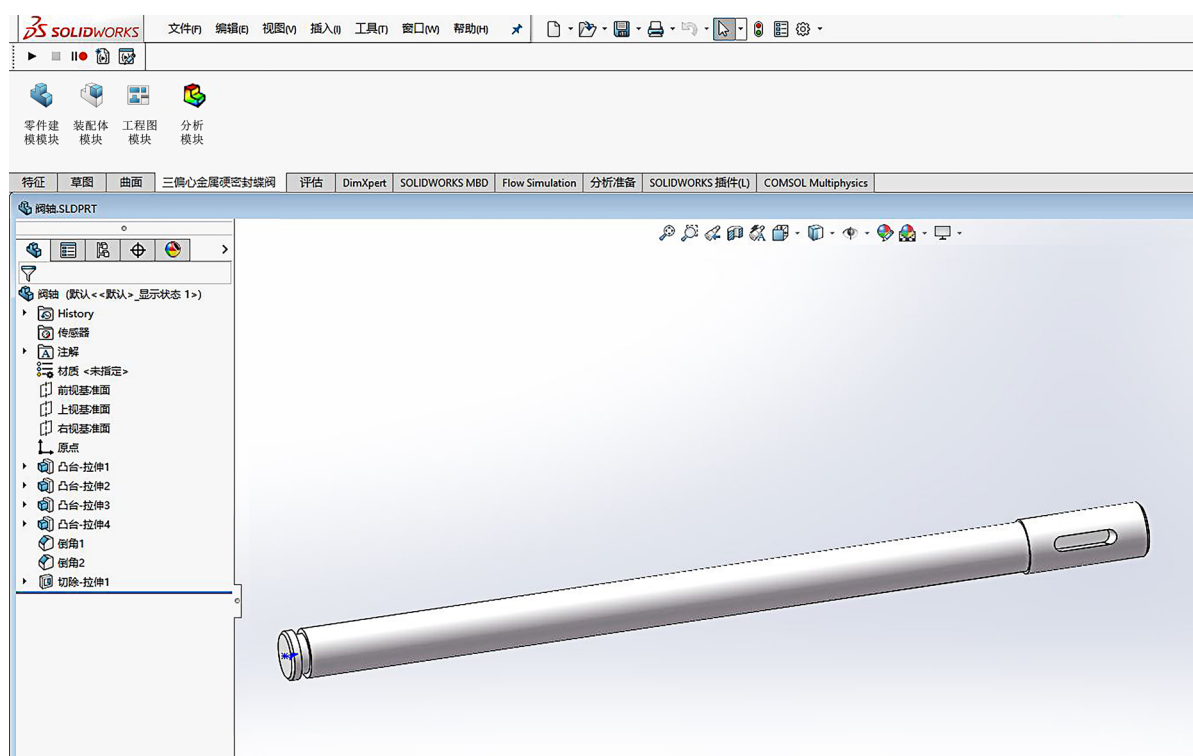 SOLIDWORKS 文件(F) 编辑(E) 视图(V) 插入(I) 工具(T) 窗口(W) 帮助(H)
零件建 装配体 工程图 分析
模模块 模块 模块 模块
特征 草图 曲面 三偏心金属硬密封蝶阀 评估 DimXpert SOLIDWORKS MBD Flow Simulation 分析准备 SOLIDWORKS 插件(L) COMSOL Multiphysics
阀轴.SLDPRT
阀轴 (默认<<默认>_显示状态 1>)
History
传感器
注解
材质 <未指定>
前视基准面
上视基准面
右视基准面
原点
凸台-拉伸1
凸台-拉伸2
凸台-拉伸3
凸台-拉伸4
倒角1
倒角2
切除-拉伸1